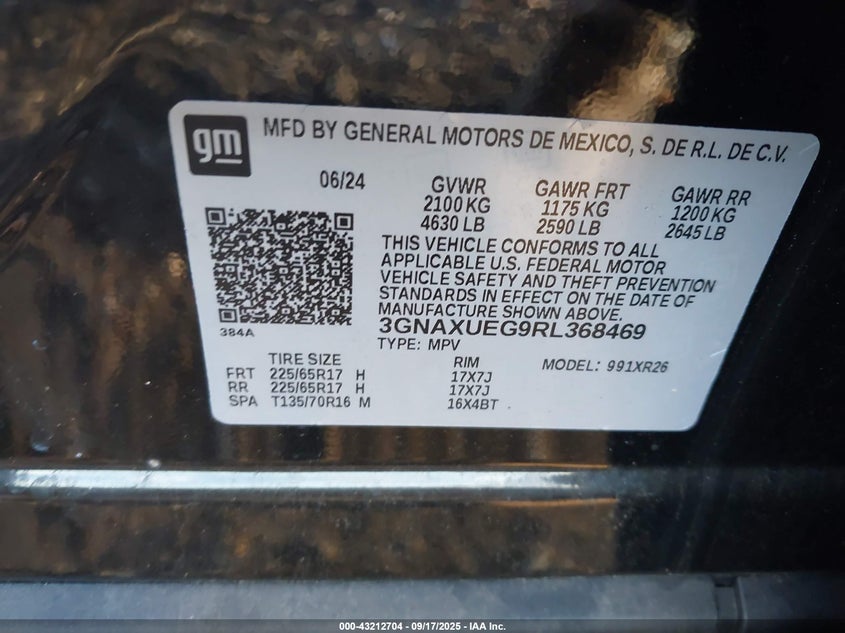 gm
MFD BY GENERAL MOTORS DE MEXICO, S. DE R.L. DE C.V.
06/24 GVWR GAWR FRT GAWR RR
2100 KG 1175 KG 1200 KG
4630 LB 2590 LB 2645 LB
THIS VEHICLE CONFORMS TO ALL
APPLICABLE U.S. FEDERAL MOTOR
VEHICLE SAFETY AND THEFT PREVENTION
STANDARDS IN EFFECT ON THE DATE OF
MANUFACTURE SHOWN ABOVE.
384A
3GNAXUEG9RL368469
TYPE: MPV
TIRE SIZE RIM MODEL: 991XR26
FRT 225/65R17 H 17X7J
RR 225/65R17 H 17X7J
SPA T135/70R16 M 16X4BT
000-43212704 - 09/17/2025 - IAA Inc.